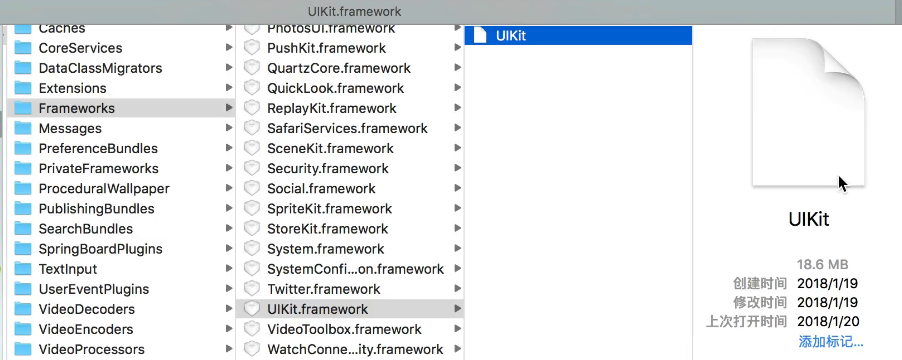 UIKit.framework
Caches
CoreServices
DataClassMigrators
Extensions
Frameworks
Messages
PreferenceBundles
PrivateFrameworks
ProceduralWallpaper
PublishingBundles
SearchBundles
SpringBoardPlugins
TextInput
UserEventPlugins
VideoDecoders
VideoEncoders
VideoProcessors
PhotosUI.framework
PushKit.framework
QuartzCore.framework
QuickLook.framework
ReplayKit.framework
SafariServices.framework
SceneKit.framework
Security.framework
Social.framework
SpriteKit.framework
StoreKit.framework
System.framework
SystemConfi...on.framework
Twitter.framework
UIKit.framework
VideoToolbox.framework
WatchConne...ity.framework
UIKit
UIKit
18.6 MB
创建时间 2018/1/19
修改时间 2018/1/19
上次打开时间 2018/1/20
添加标记...